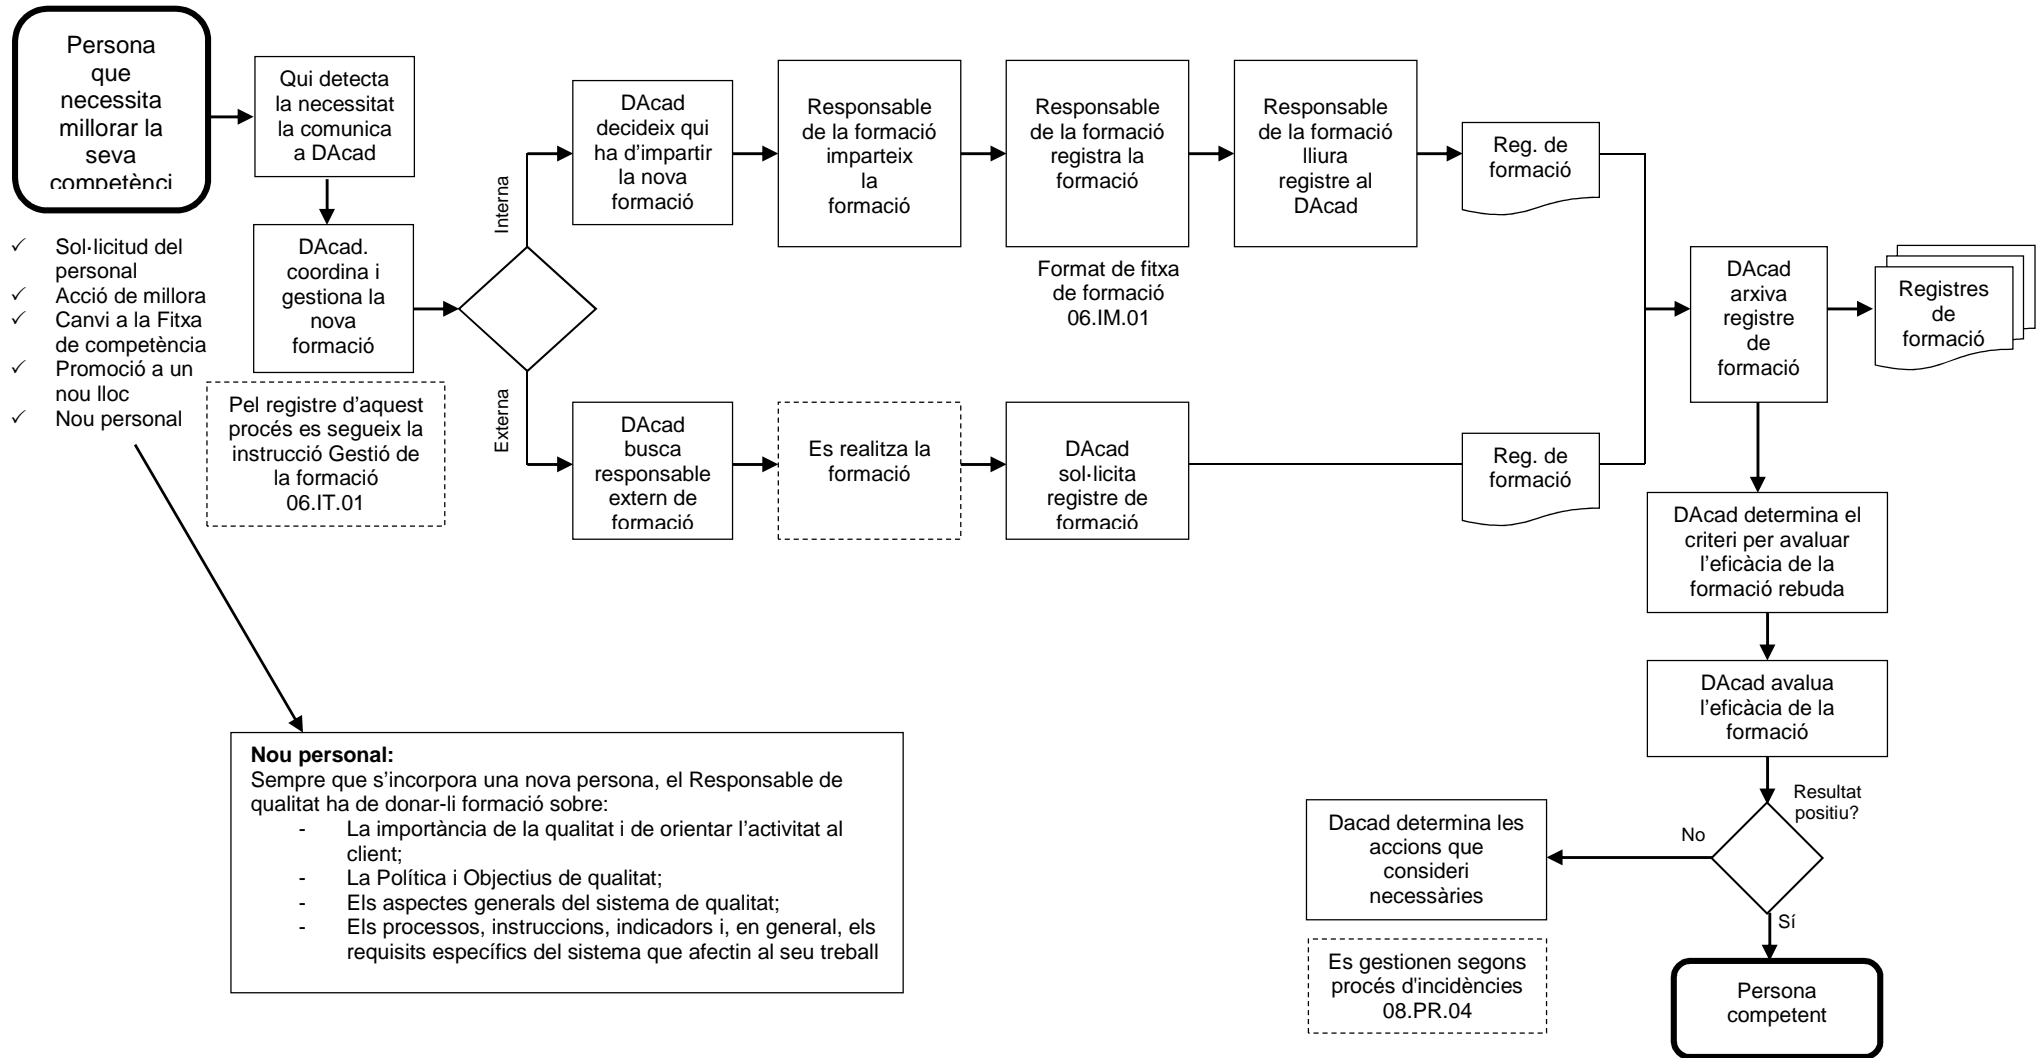 Persona
que
necessita
millorar la
seva
competènci
Qui detecta
la necessitat
la comunica
a DAcad
DAcad.
coordina i
gestiona la
nova
formació
✓ Sol·licitud del
personal
✓ Acció de millora
✓ Canvi a la Fitxa
de competència
✓ Promoció a un
nou lloc
✓ Nou personal
Pel registre d'aquest
procés es segueix la
instrucció Gestió de
la formació
06.IT.01
Interna
DAcad
decideix qui
ha d'impartir
la nova
formació
Responsable
de la formació
imparteix
la
formació
Responsable
de la formació
registra la
formació
Format de fitxa
de formació
06.IM.01
Responsable
de la formació
lliura
registre al
DAcad
Reg. de
formació
Externa
DAcad
busca
responsable
extern de
formació
Es realitza la
formació
DAcad
sol·licita
registre de
formació
Reg. de
formació
DAcad
arxiva
registre
de
formació
Registres
de
formació
DAcad determina el
criteri per avaluar
l'eficàcia de la
formació rebuda
DAcad avalua
l'eficàcia de la
formació
Resultat
positiu?
No
Sí
Dacad determina les
accions que
consideri
necessàries
Es gestionen segons
procés d'incidències
08.PR.04
Persona
competent
Nou personal:
Sempre que s'incorpora una nova persona, el Responsable de
qualitat ha de donar-li formació sobre:
- La importància de la qualitat i de orientar l'activitat al
client;
- La Política i Objectius de qualitat;
- Els aspectes generals del sistema de qualitat;
- Els processos, instruccions, indicadors i, en general, els
requisits específics del sistema que afectin al seu treball